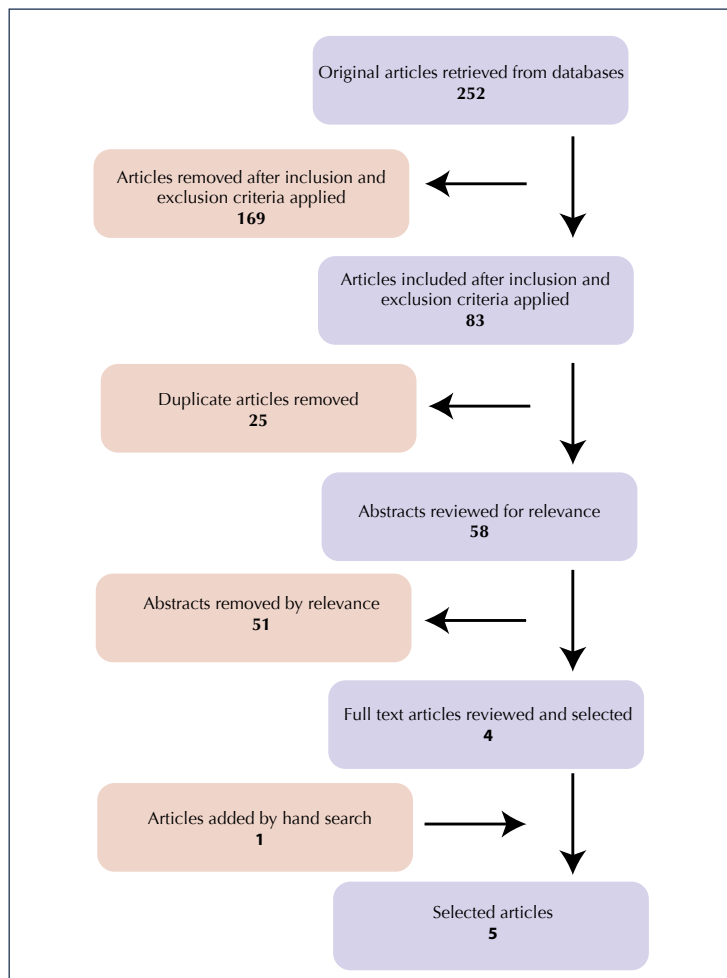 Original articles retrieved from databases
252
Articles removed after inclusion and
exclusion criteria applied
169
Articles included after inclusion and
exclusion criteria applied
83
Duplicate articles removed
25
Abstracts reviewed for relevance
58
Abstracts removed by relevance
51
Full text articles reviewed and selected
4
Articles added by hand search
1
Selected articles
5